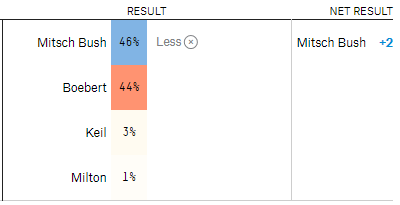 RESULT NET RESULT
Mitsch Bush 46% Less Mitsch Bush +2
Boebert 44%
Keil 3%
Milton 1%